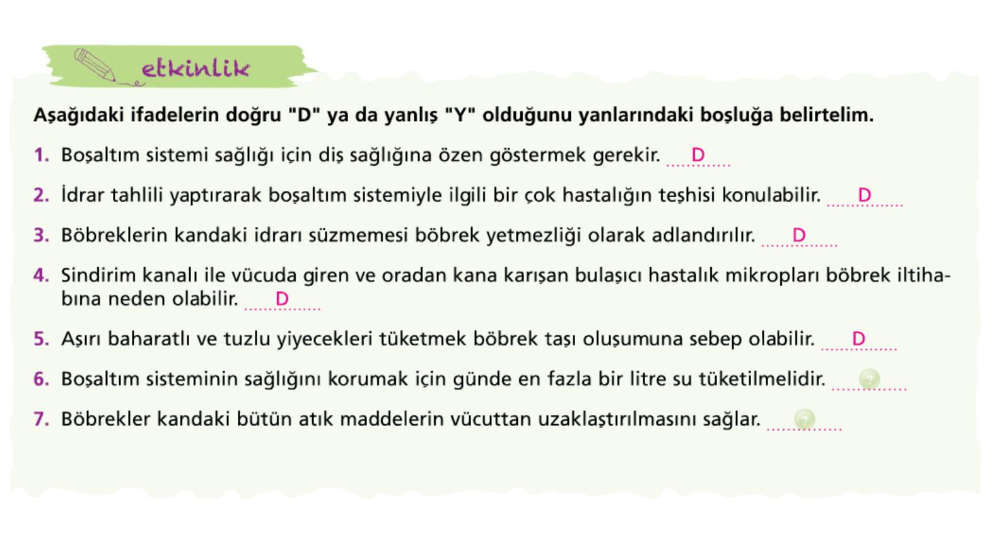 etkinlik
Aşağıdaki ifadelerin doğru "D" ya da yanlış "Y" olduğunu yanlarındaki boşluğa belirtelim.
1. Boşaltım sistemi sağlığı için diş sağlığına özen göstermek gerekir. D
2. İdrar tahlili yaptırarak boşaltım sistemiyle ilgili bir çok hastalığın teşhisi konulabilir. D
3. Böbreklerin kandaki idrarı süzmemesi böbrek yetmezliği olarak adlandırılır. D
4. Sindirim kanalı ile vücuda giren ve oradan kana karışan bulaşıcı hastalık mikropları böbrek iltiha-
bına neden olabilir. D
5. Aşırı baharatlı ve tuzlu yiyecekleri tüketmek böbrek taşı oluşumuna sebep olabilir. D
6. Boşaltım sisteminin sağlığını korumak için günde en fazla bir litre su tüketilmelidir. ?
7. Böbrekler kandaki bütün atık maddelerin vücuttan uzaklaştırılmasını sağlar. ?